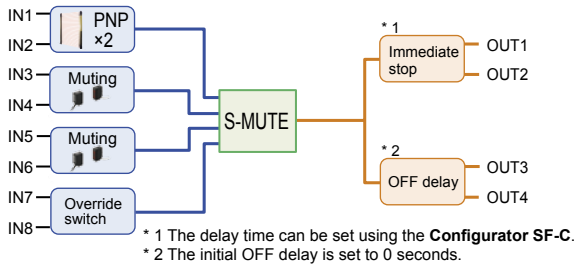 IN1
PNP
×2
IN2
IN3
Muting
IN4
IN5
Muting
IN6
IN7
Override
switch
IN8
S-MUTE
* 1
Immediate
stop
OUT1
OUT2
* 2
OFF delay
OUT3
OUT4
* 1 The delay time can be set using the Configurator SF-C.
* 2 The initial OFF delay is set to 0 seconds.